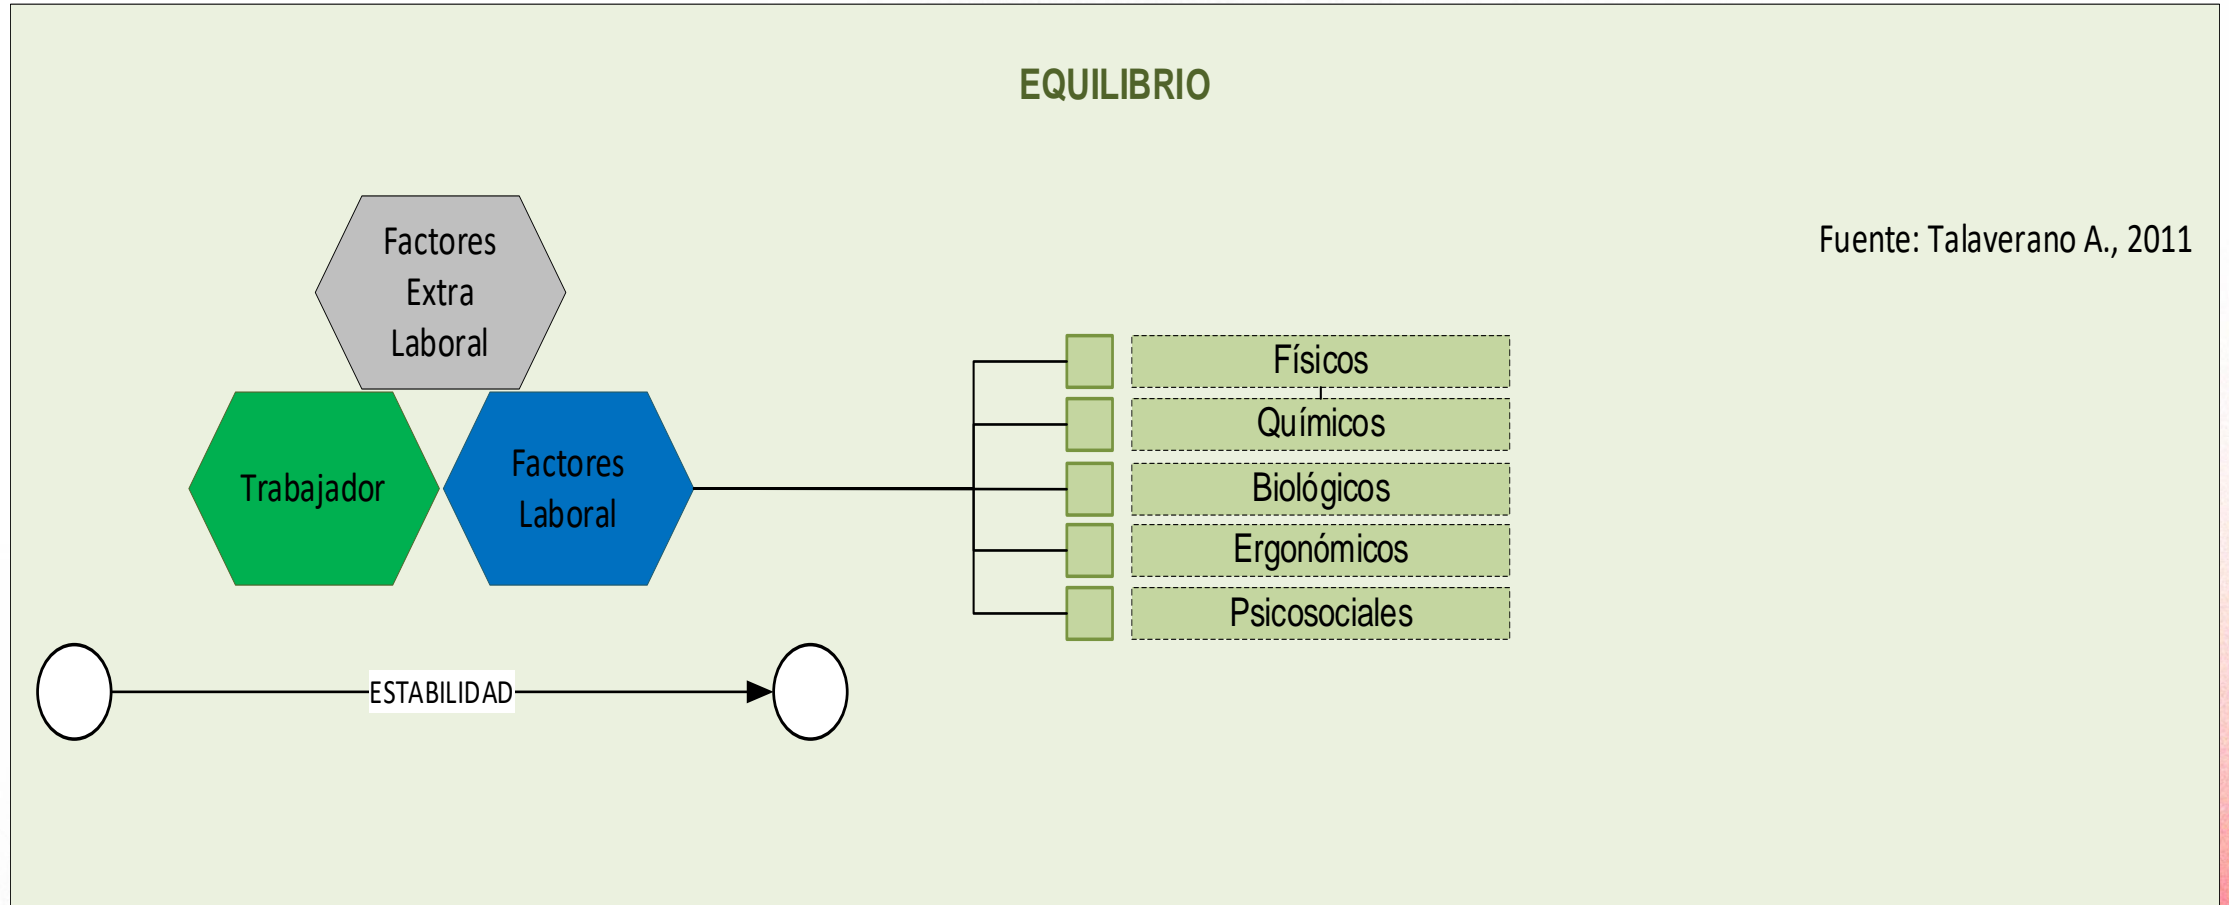 EQUILIBRIO
Fuente: Talaverano A., 2011
Factores
Extra
Laboral
Trabajador
Factores
Laboral
Físicos
Químicos
Biológicos
Ergonómicos
Psicosociales
ESTABILIDAD